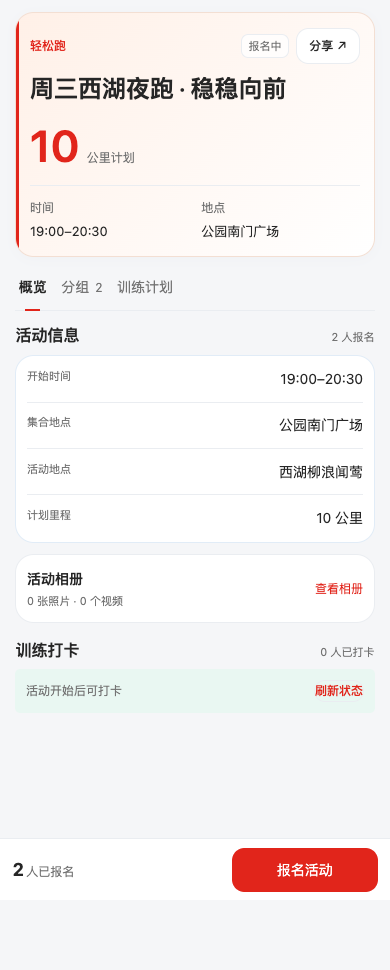 轻松跑
报名中
分享 ↗
周三西湖夜跑 · 稳稳向前
10 公里计划
时间 地点
19:00–20:30 公园南门广场
概览 分组 2 训练计划
活动信息 2 人报名
开始时间 19:00–20:30
集合地点 公园南门广场
活动地点 西湖柳浪闻莺
计划里程 10 公里
活动相册
0 张照片 · 0 个视频
查看相册
训练打卡 0 人已打卡
活动开始后可打卡 刷新状态
2 人已报名 报名活动